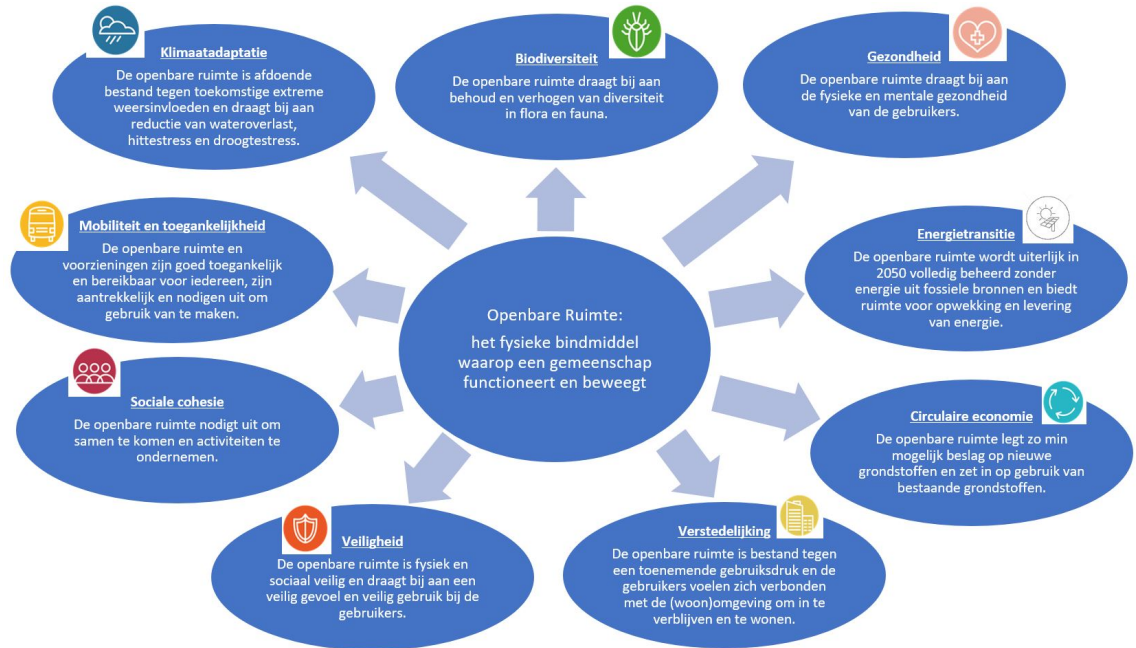 Klimaatadaptatie
De openbare ruimte is afdoende
bestand tegen toekomstige extreme
weersinvloeden en draagt bij aan
reductie van wateroverlast,
hittestress en droogtestress.
Biodiversiteit
De openbare ruimte draagt bij aan
behoud en verhogen van diversiteit
in flora en fauna.
Gezondheid
De openbare ruimte draagt bij aan
de fysieke en mentale gezondheid
van de gebruikers.
Mobiliteit en toegankelijkheid
De openbare ruimte en
voorzieningen zijn goed toegankelijk
en bereikbaar voor iedereen, zijn
aantrekkelijk en nodigen uit om
gebruik van te maken.
Openbare Ruimte:
het fysieke bindmiddel
waarop een gemeenschap
functioneert en beweegt
Energietransitie
De openbare ruimte wordt uiterlijk in
2050 volledig beheerd zonder
energie uit fossiele bronnen en biedt
ruimte voor opwekking en levering
van energie.
Sociale cohesie
De openbare ruimte nodigt uit om
samen te komen en activiteiten te
ondernemen.
Circulaire economie
De openbare ruimte legt zo min
mogelijk beslag op nieuwe
grondstoffen en zet in op gebruik van
bestaande grondstoffen.
Veiligheid
De openbare ruimte is fysiek en
sociaal veilig en draagt bij aan een
veilig gevoel en veilig gebruik bij de
gebruikers.
Verstedelijking
De openbare ruimte is bestand tegen
een toenemende gebruiksdruk en de
gebruikers voelen zich verbonden
met de (woon)omgeving om in te
verblijven en te wonen.